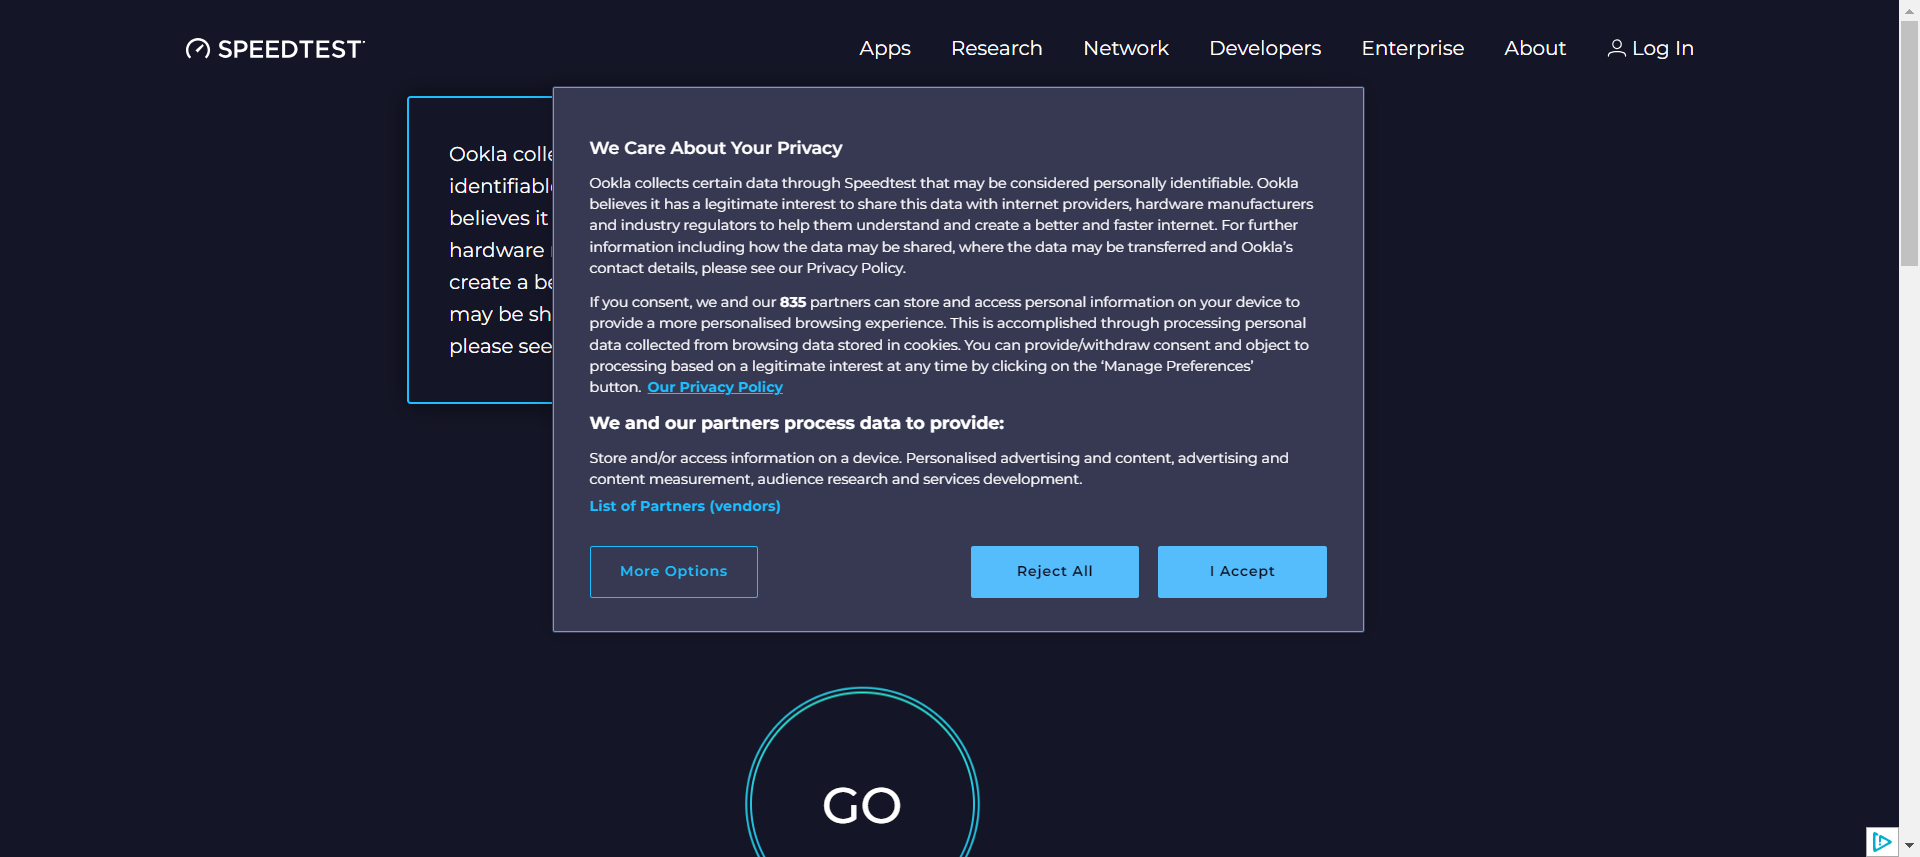 SPEEDTEST
Apps Research Network Developers Enterprise About Log In
Ookla colle
identifiabl
believes it
hardware
create a be
may be sh
please see
We Care About Your Privacy
Ookla collects certain data through Speedtest that may be considered personally identifiable. Ookla
believes it has a legitimate interest to share this data with internet providers, hardware manufacturers
and industry regulators to help them understand and create a better and faster internet. For further
information including how the data may be shared, where the data may be transferred and Ookla’s
contact details, please see our Privacy Policy.
If you consent, we and our 835 partners can store and access personal information on your device to
provide a more personalised browsing experience. This is accomplished through processing personal
data collected from browsing data stored in cookies. You can provide/withdraw consent and object to
processing based on a legitimate interest at any time by clicking on the ‘Manage Preferences’
button. Our Privacy Policy
We and our partners process data to provide:
Store and/or access information on a device. Personalised advertising and content, advertising and
content measurement, audience research and services development.
List of Partners (vendors)
More Options Reject All I Accept
GO